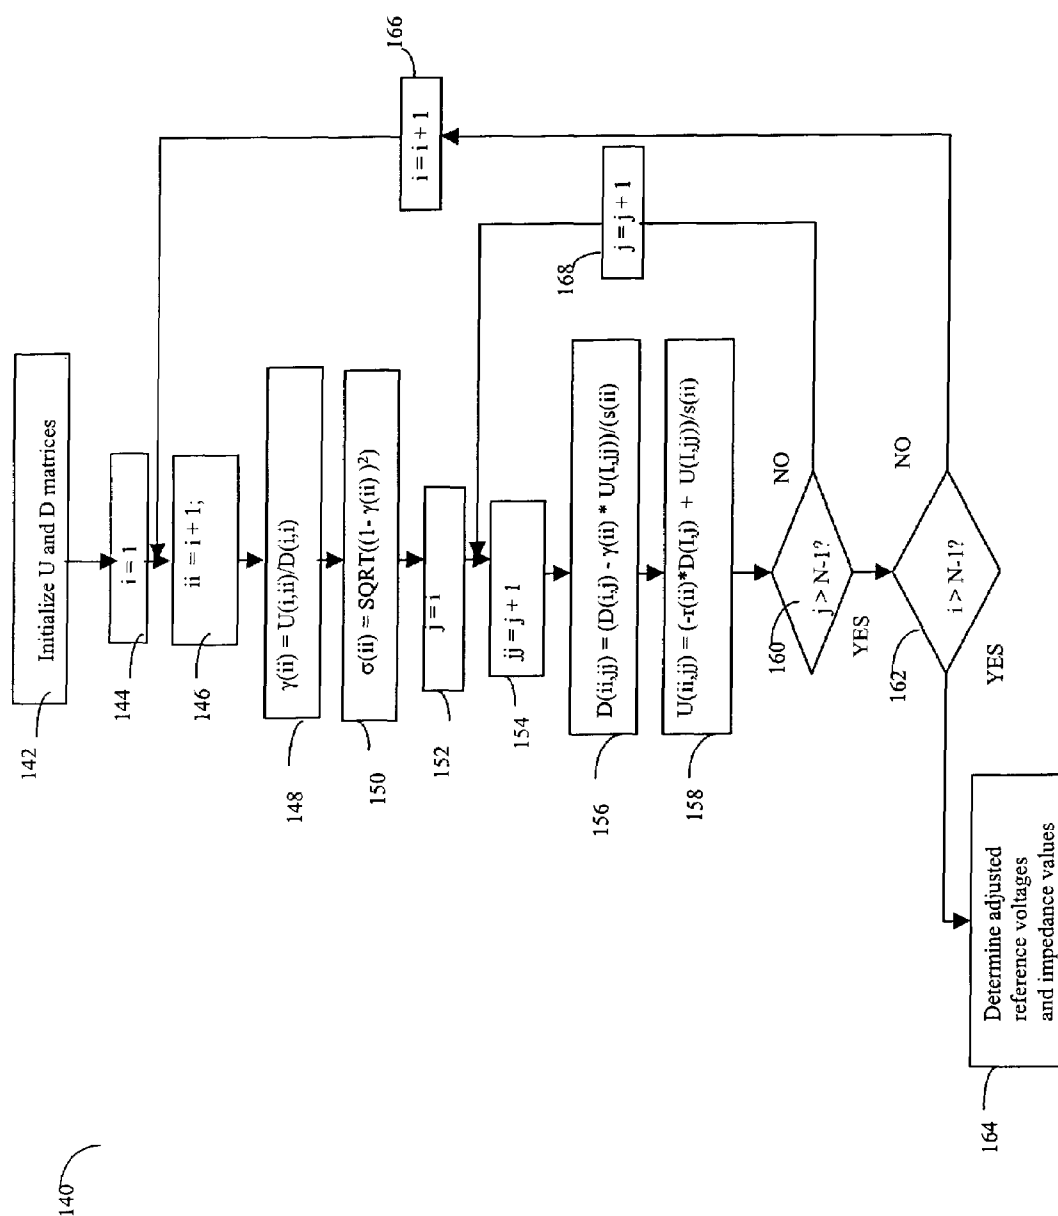 140
142
Initialize U and D matrices
144
i = 1
146
ii = i + 1;
148
γ(ii) = U(i,ii)/D(i,i)
150
σ(ii) = SQRT((1- γ(ii) )²)
152
j = i
154
jj = j + 1
156
D(ii,jj) = (D(i,j) - γ(ii) * U(I,jj))/(s(ii)
158
U(ii,jj) = (-r(ii)*D(I,j) + U(I,jj))/s(ii)
160
j > N-1?
NO
YES
168
j = j + 1
162
i > N-1?
NO
YES
166
i = i + 1
164
Determine adjusted
reference voltages
and impedance values